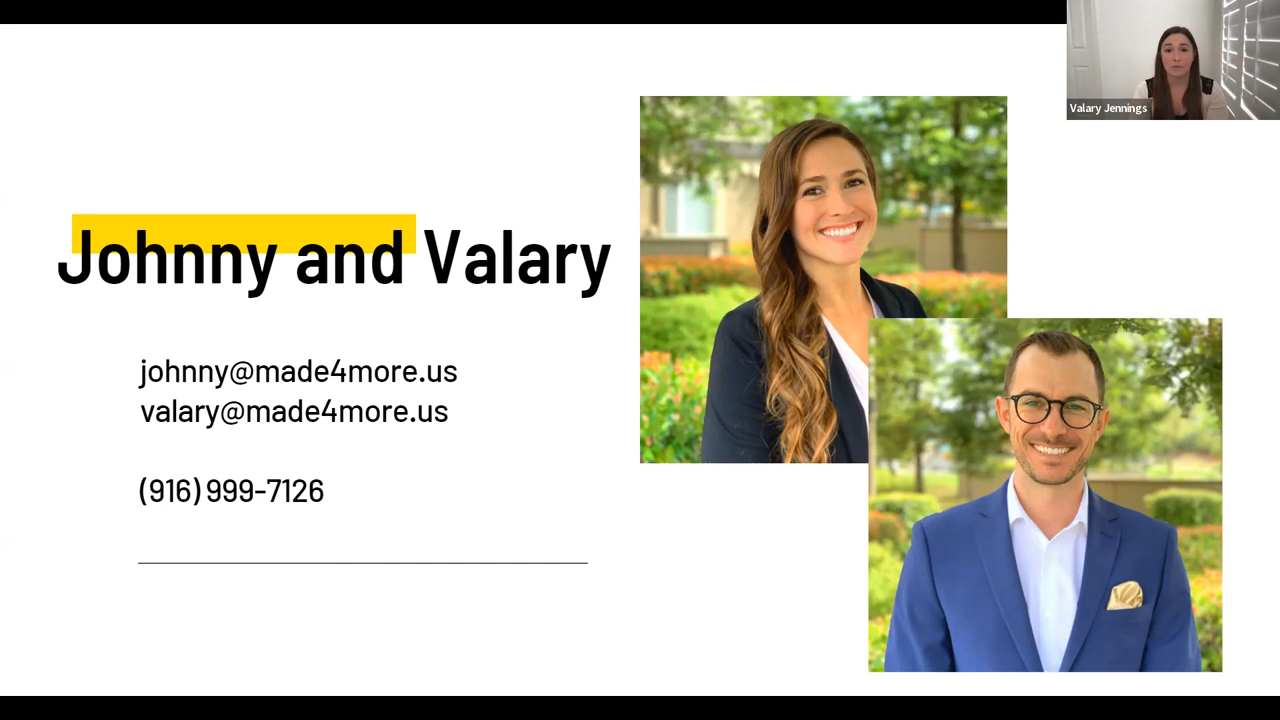 Valary Jennings
Johnny and Valary
johnny@made4more.us
valary@made4more.us
(916) 999-7126